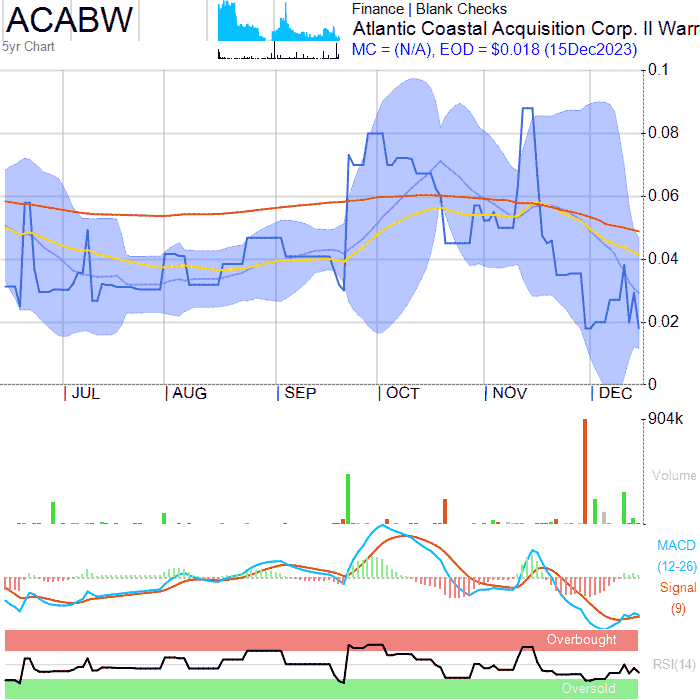 ACABW
5yr Chart
Finance | Blank Checks
Atlantic Coastal Acquisition Corp. II Warr
MC = (N/A), EOD = $0.018 (15Dec2023)
0.1
0.08
0.06
0.04
0.02
0
JUL AUG SEP OCT NOV DEC
904k
Volume
MACD
(12-26)
Signal
(9)
Overbought
RSI(14)
Oversold